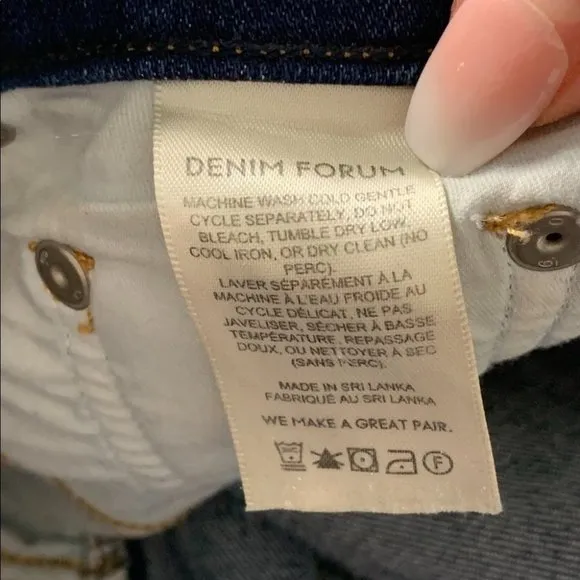 DENIM FORUM
MACHINE WASH COLD GENTLE
CYCLE SEPARATELY, DO NOT
BLEACH, TUMBLE DRY LOW,
COOL IRON, OR DRY CLEAN (NO
PERC).
LAVER SÉPARÉMENT À LA
MACHINE À L'EAU FROIDE AU
CYCLE DÉLICAT, NE PAS
JAVELISER, SÉCHER À BASSE
TEMPÉRATURE, REPASSAGE
DOUX, OU NETTOYER À SEC
(SANS PERC).
MADE IN SRI LANKA
FABRIQUÉ AU SRI LANKA
WE MAKE A GREAT PAIR.
F